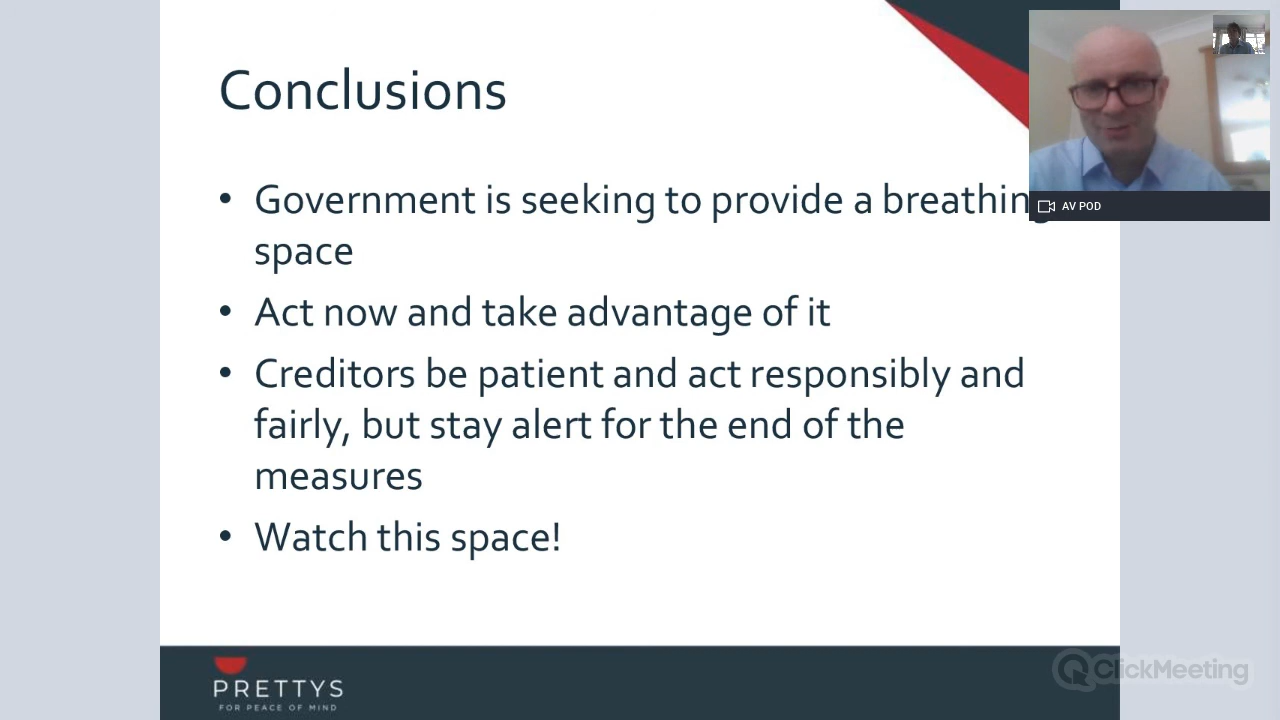 Conclusions
• Government is seeking to provide a breathing
space
• Act now and take advantage of it
• Creditors be patient and act responsibly and
fairly, but stay alert for the end of the
measures
• Watch this space!
AV POD
PRETTYS
FOR PEACE OF MIND
ClickMeeting